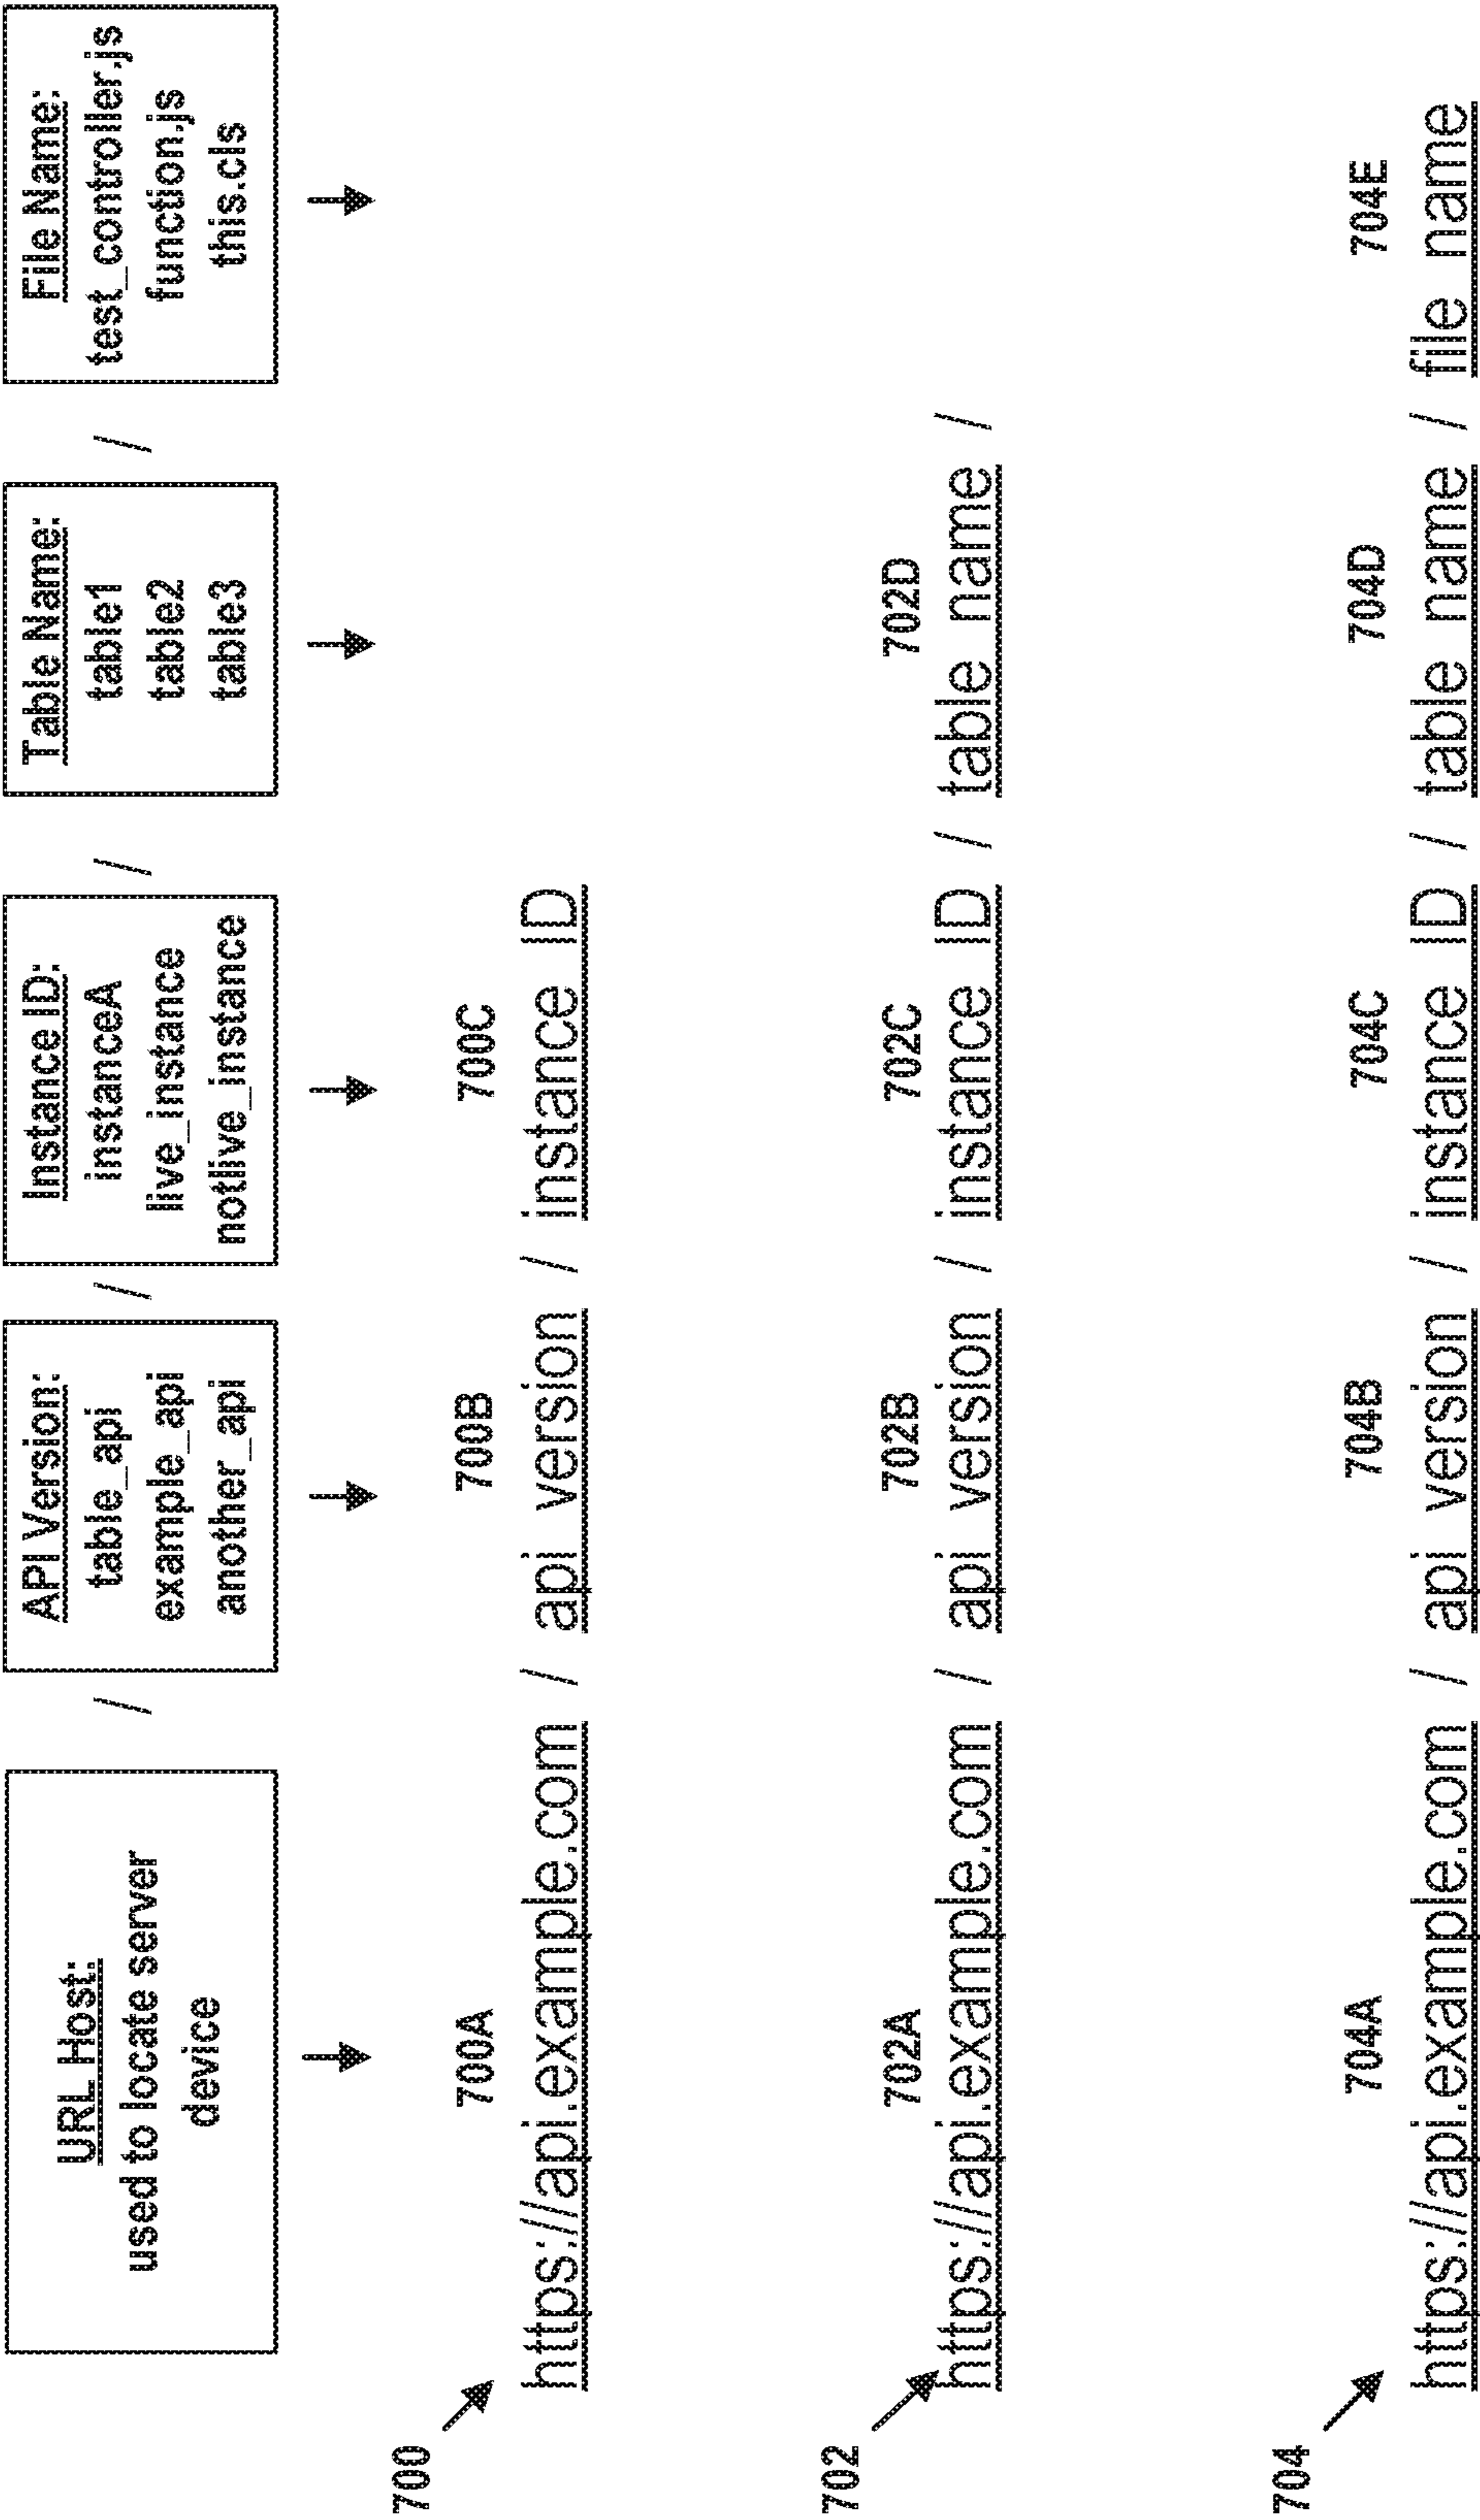 URL Host:
used to locate server
device
/
API Version:
table_api
example_api
another_api
/
Instance ID:
instanceA
live_instance
notlive_instance
/
Table Name:
table1
table2
table3
/
File Name:
test_controller.js
function.js
this.cls
700
700A 700B 700C
https://api.example.com / api_version / instance_ID
702
702A 702B 702C 702D
https://api.example.com / api_version / instance_ID / table_name /
704
704A 704B 704C 704D 704E
https://api.example.com / api_version / instance_ID / table_name / file_name